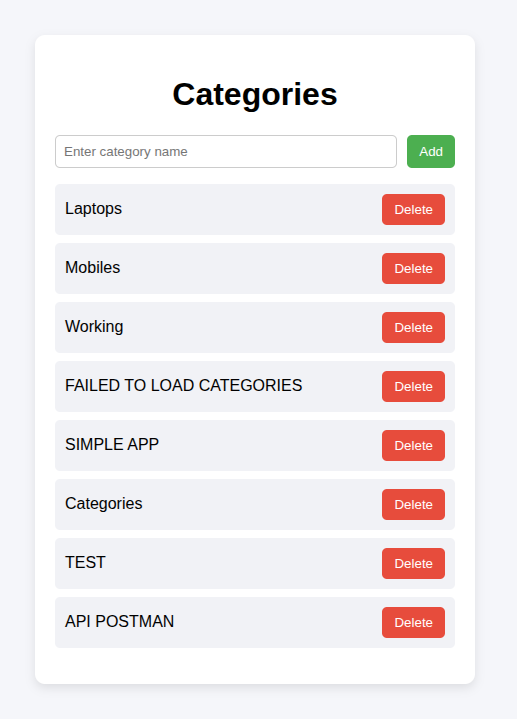 Categories
Enter category name Add
Laptops Delete
Mobiles Delete
Working Delete
FAILED TO LOAD CATEGORIES Delete
SIMPLE APP Delete
Categories Delete
TEST Delete
API POSTMAN Delete